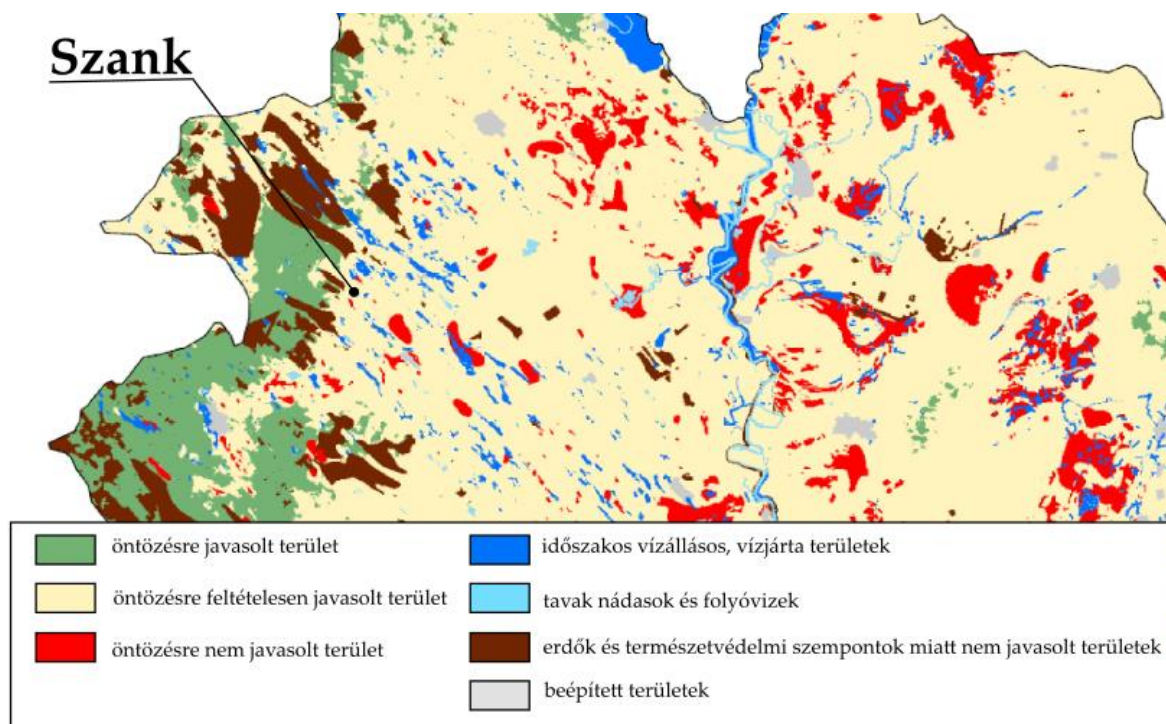 Szank
öntözésre javasolt terület
öntözésre feltételesen javasolt terület
öntözésre nem javasolt terület
időszakos vízállásos, vízjárta területek
tavak nádasok és folyóvizek
erdők és természetvédelmi szempontok miatt nem javasolt területek
beépített területek